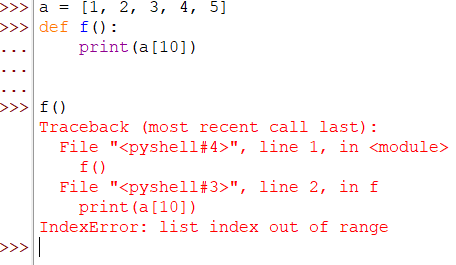 >>> a = [1, 2, 3, 4, 5]
>>> def f():
...     print(a[10])
...
...
>>> f()
Traceback (most recent call last):
  File "<pyshell#4>", line 1, in <module>
    f()
  File "<pyshell#3>", line 2, in f
    print(a[10])
IndexError: list index out of range
>>>